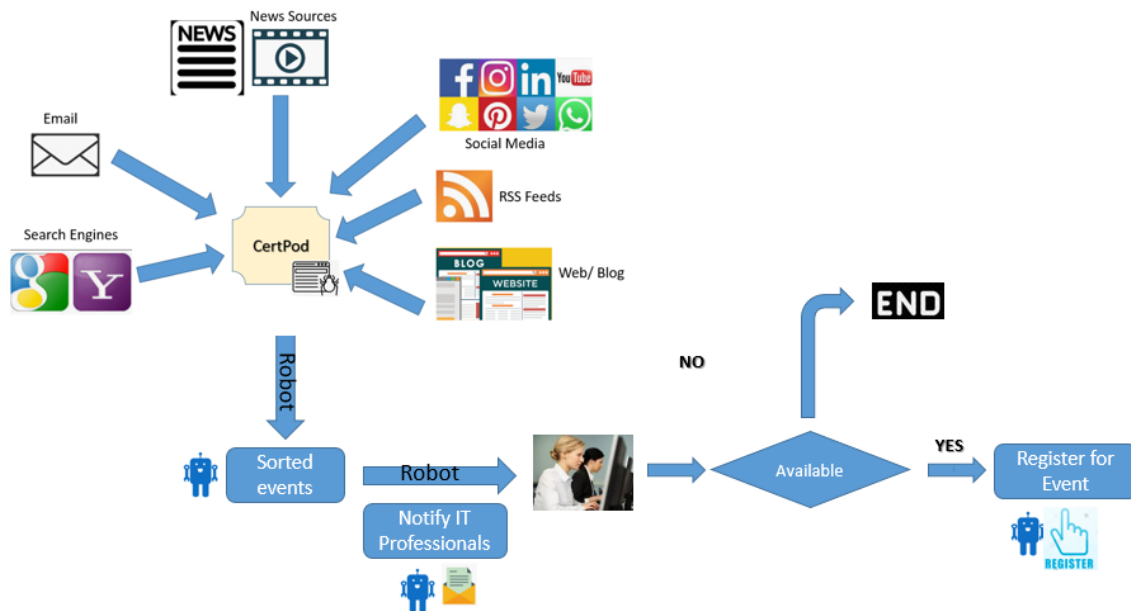 News Sources
NEWS
YouTube
Social Media
Email
RSS Feeds
Search Engines
CertPod
BLOG
WEBSITE
Web/ Blog
END
NO
Robot
Sorted
events
Robot
Notify IT
Professionals
Available
YES
Register for
Event
REGISTER